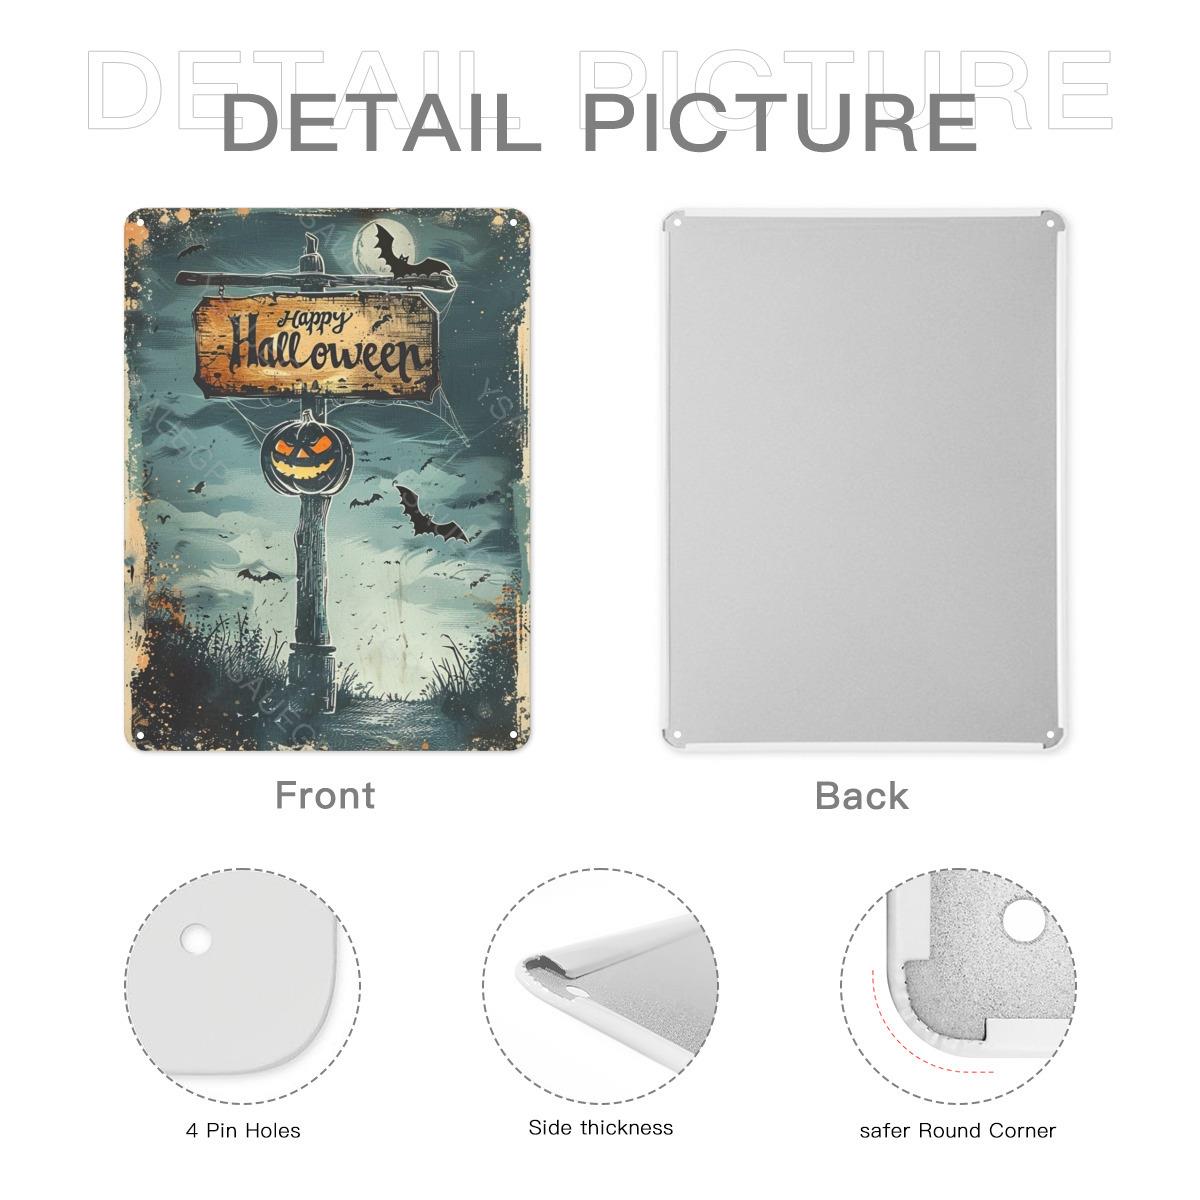 DETAIL PICTURE
DETAIL PICTURE
Happy
Halloween
Front
Back
4 Pin Holes
Side thickness
safer Round Corner